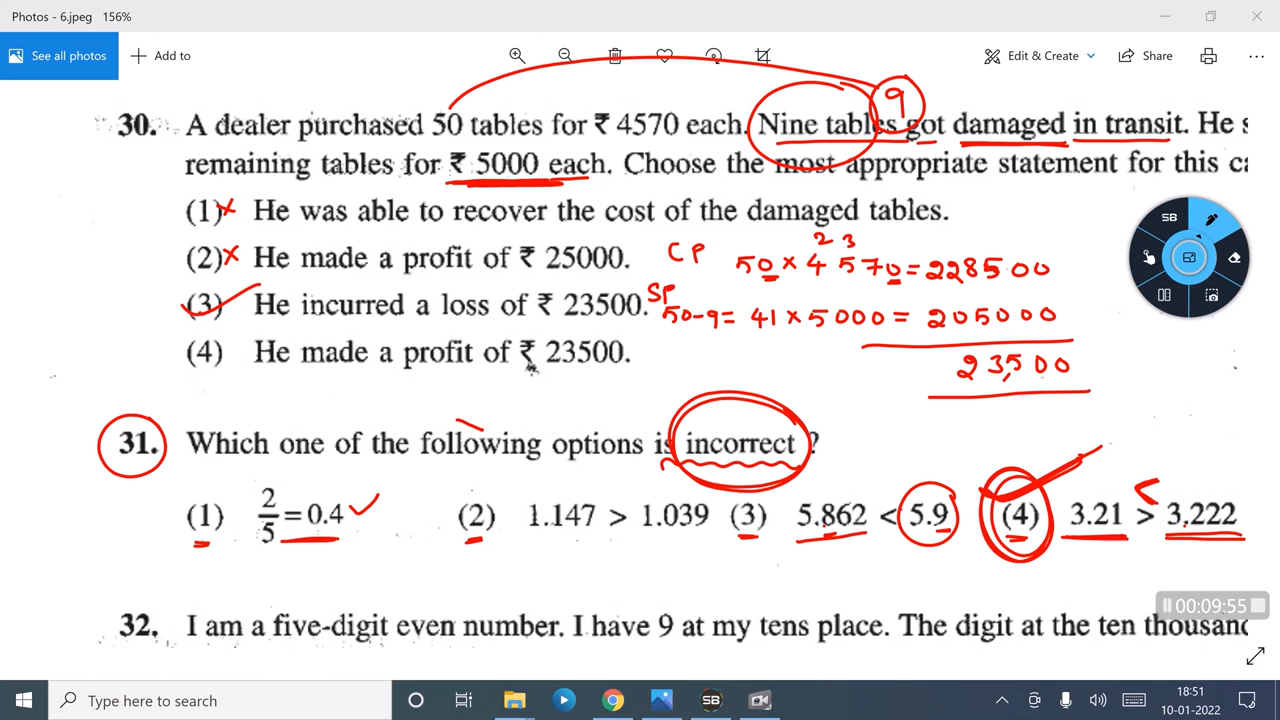 Photos - 6.jpeg 156%
See all photos
Add to
Edit & Create
Share
9
30. A dealer purchased 50 tables for ₹ 4570 each. Nine tables got damaged in transit. He s
remaining tables for ₹ 5000 each. Choose the most appropriate statement for this ca
(1)× He was able to recover the cost of the damaged tables.
(2)× He made a profit of ₹ 25000.
(3) He incurred a loss of ₹ 23500.
(4) He made a profit of ₹ 23500.
SB
2 3
CP 50 × 4570 = 228500
SP
50-9 = 41 × 5000 = 205000
23,500
31. Which one of the following options is incorrect ?
(1) 2/5 = 0.4 ✓ (2) 1.147 > 1.039 (3) 5.862 < 5.9 (4) 3.21 > 3.222
<
00:09:55
32. I am a five-digit even number. I have 9 at my tens place. The digit at the ten thousand
Type here to search
SB
18:51
10-01-2022